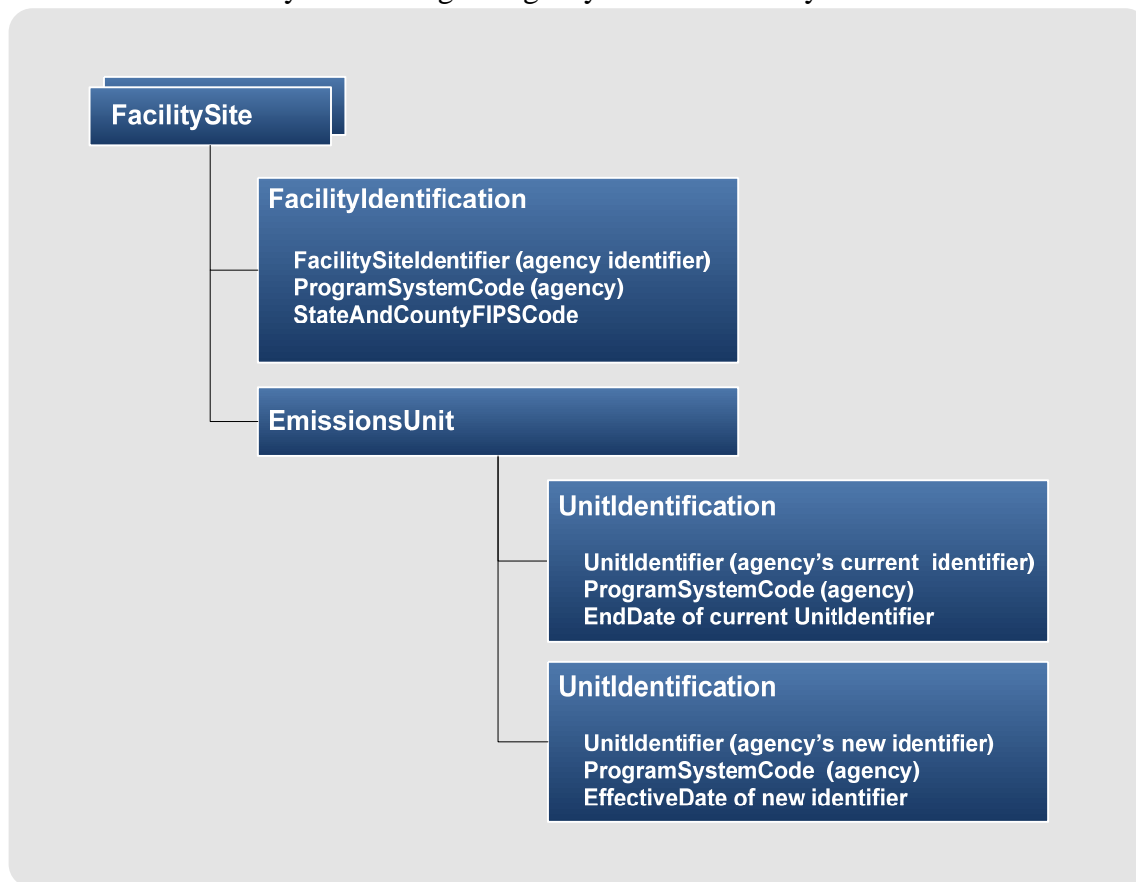 FacilitySite
FacilityIdentification
FacilitySiteIdentifier (agency identifier)
ProgramSystemCode (agency)
StateAndCountyFIPSCode
EmissionsUnit
UnitIdentification
UnitIdentifier (agency’s current  identifier)
ProgramSystemCode (agency)
EndDate of current UnitIdentifier
UnitIdentification
UnitIdentifier (agency’s new identifier)
ProgramSystemCode  (agency)
EffectiveDate of new identifier